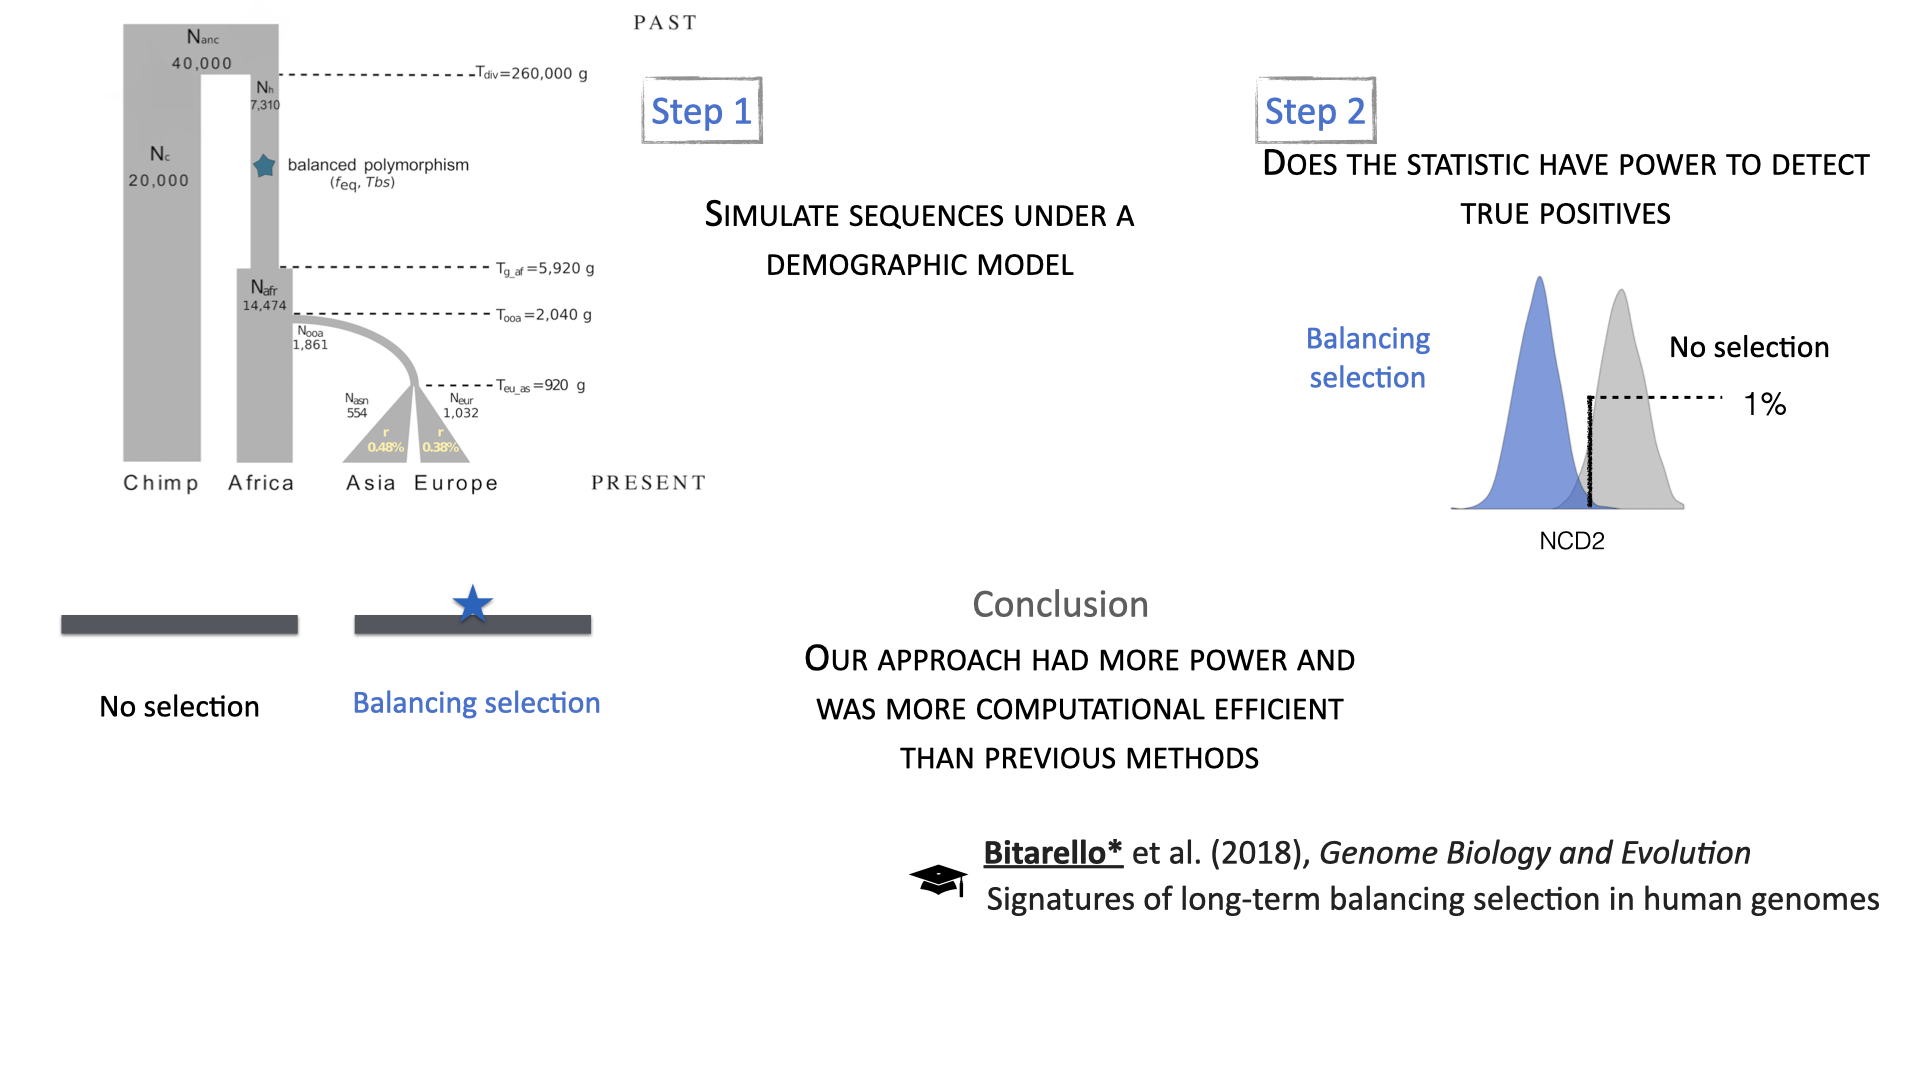 PAST
Nanc
40,000
Tdiv=260,000 g
Nh
7,310
Nc
20,000
balanced polymorphism
(feq, Tbs)
Tg_af=5,920 g
Nafr
14,474
Tooa=2,040 g
Nooa
1,861
Teu_as=920 g
Nasn
554
Neur
1,032
r
0.48%
r
0.38%
Chimp Africa Asia Europe
PRESENT
No selection
Balancing selection
Step 1
SIMULATE SEQUENCES UNDER A
DEMOGRAPHIC MODEL
Step 2
DOES THE STATISTIC HAVE POWER TO DETECT
TRUE POSITIVES
Balancing
selection
No selection
1%
NCD2
Conclusion
OUR APPROACH HAD MORE POWER AND
WAS MORE COMPUTATIONAL EFFICIENT
THAN PREVIOUS METHODS
Bitarello* et al. (2018), Genome Biology and Evolution
Signatures of long-term balancing selection in human genomes